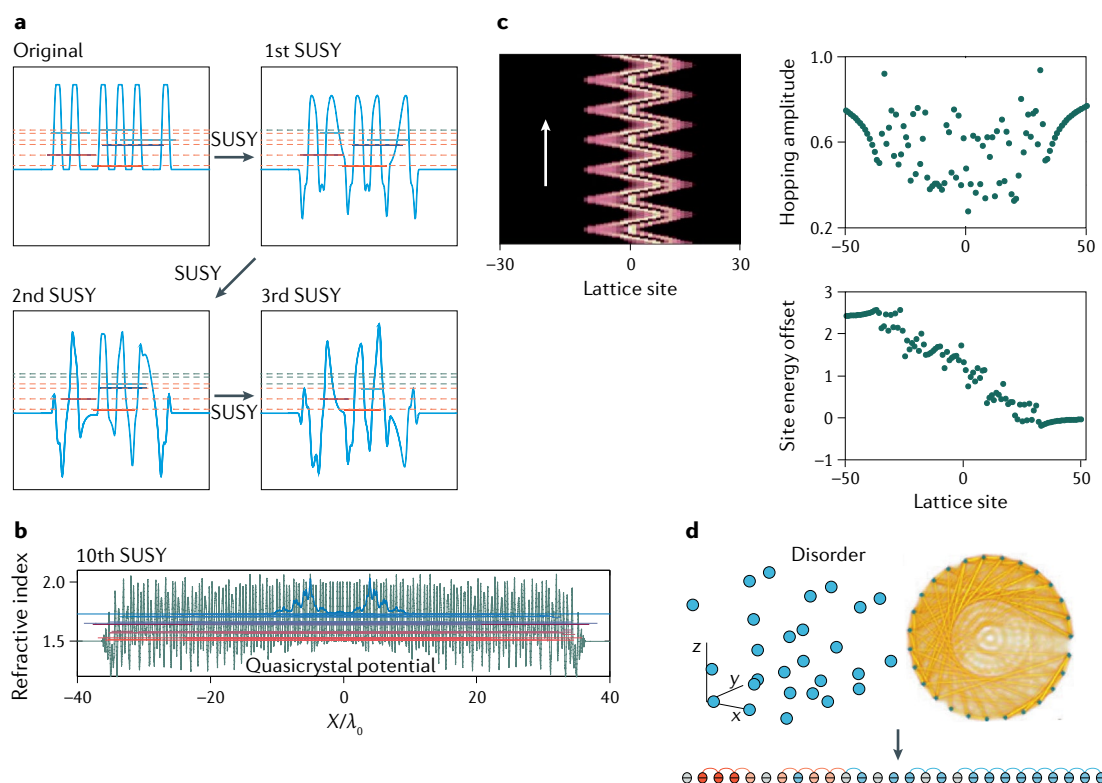 a
Original
1st SUSY
SUSY
SUSY
2nd SUSY
3rd SUSY
SUSY
b
10th SUSY
Refractive index
2.0
1.5
Quasicrystal potential
−40
−20
0
20
40
X/λ₀
c
−30
0
30
Lattice site
Hopping amplitude
1.0
0.6
0.2
−50
0
50
Site energy offset
3
2
1
0
−1
−50
0
50
Lattice site
d
Disorder
z
y
x